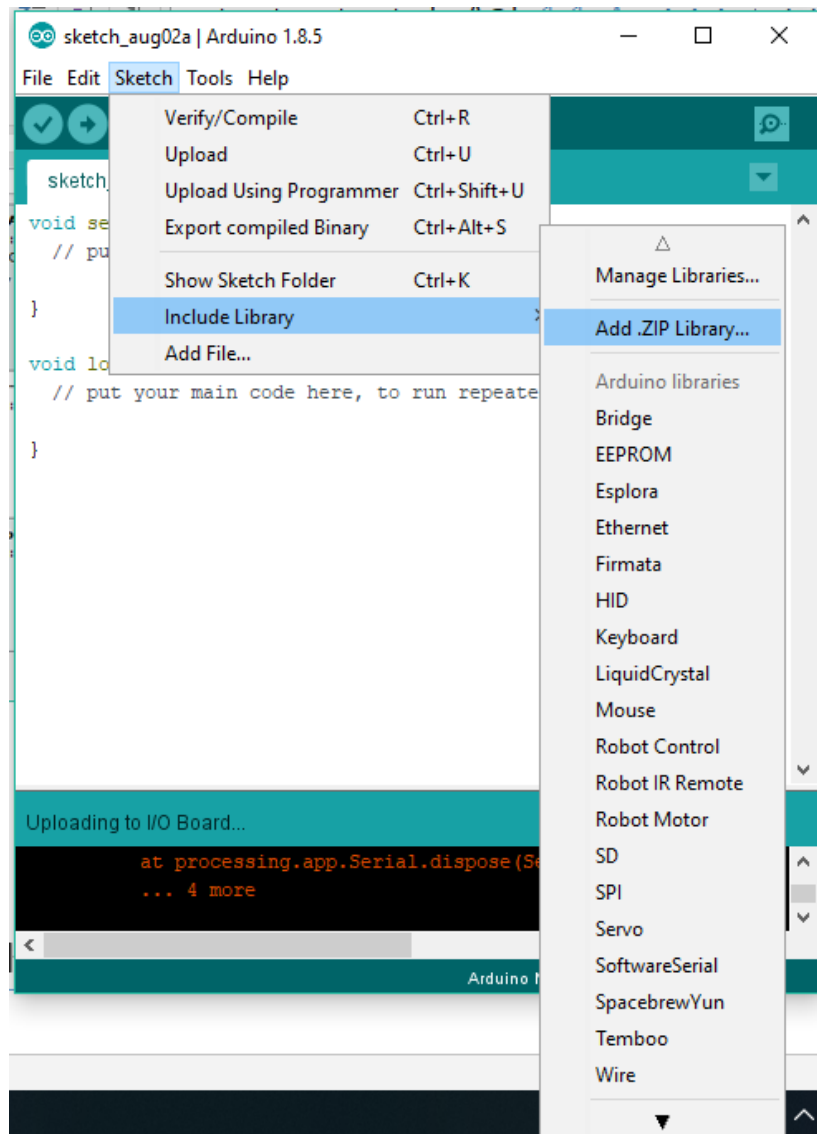 sketch_aug02a | Arduino 1.8.5
File Edit Sketch Tools Help
Verify/Compile Ctrl+R
Upload Ctrl+U
Upload Using Programmer Ctrl+Shift+U
Export compiled Binary Ctrl+Alt+S
Show Sketch Folder Ctrl+K
Include Library
Add File...
Manage Libraries...
Add .ZIP Library...
Arduino libraries
Bridge
EEPROM
Esplora
Ethernet
Firmata
HID
Keyboard
LiquidCrystal
Mouse
Robot Control
Robot IR Remote
Robot Motor
SD
SPI
Servo
SoftwareSerial
SpacebrewYun
Temboo
Wire
sketch_
void se
// pu
}
void lo
// put your main code here, to run repeate
}
Uploading to I/O Board...
at processing.app.Serial.dispose(Se
... 4 more
Arduino